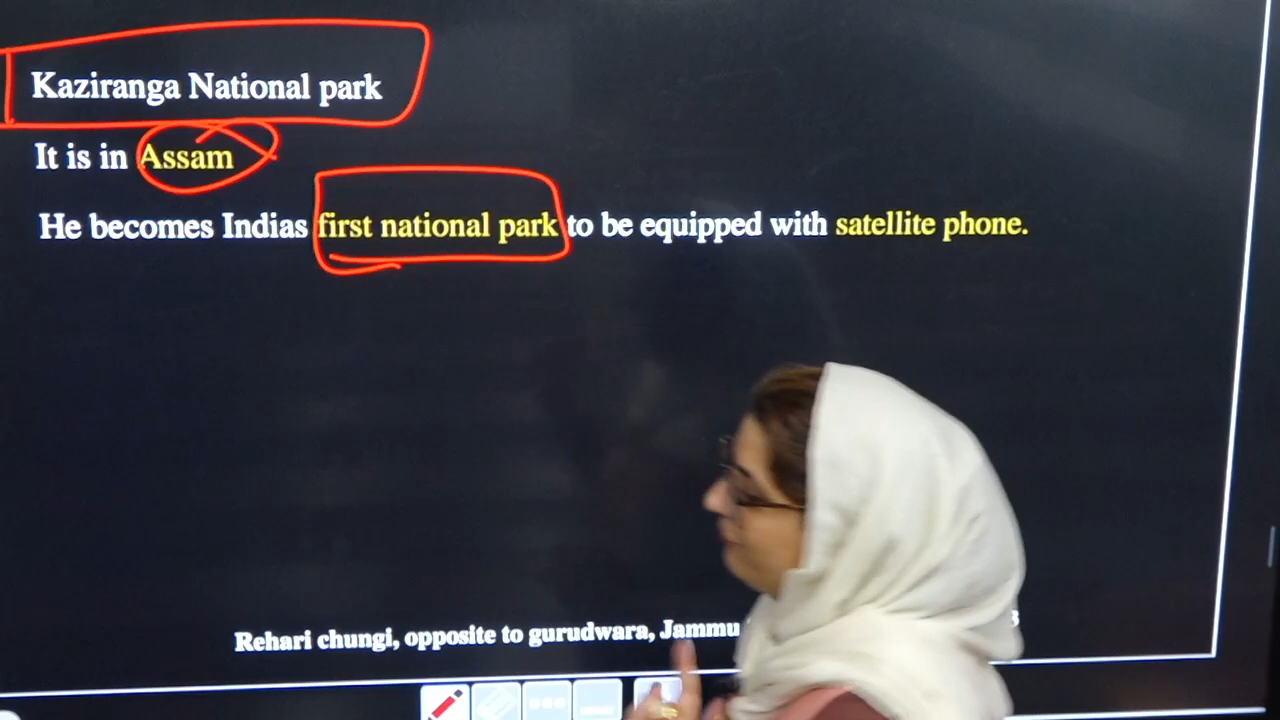 Kaziranga National park
It is in Assam
He becomes Indias first national park to be equipped with satellite phone.
Rehari chungi, opposite to gurudwara, Jammu